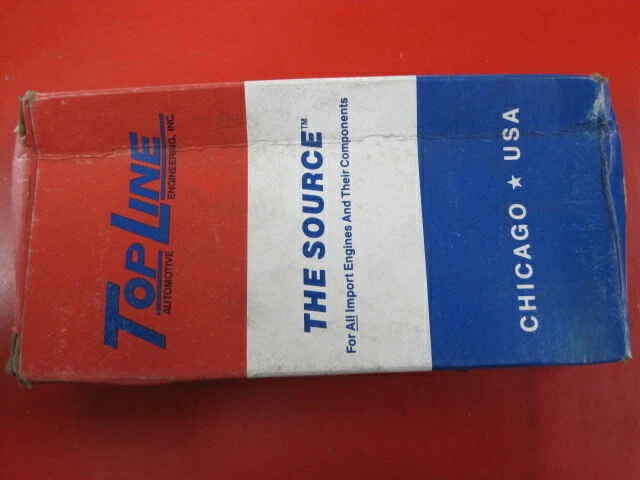 TOPLINE
AUTOMOTIVE ENGINEERING, INC.
THE SOURCE™
For All Import Engines And Their Components
CHICAGO ★ USA